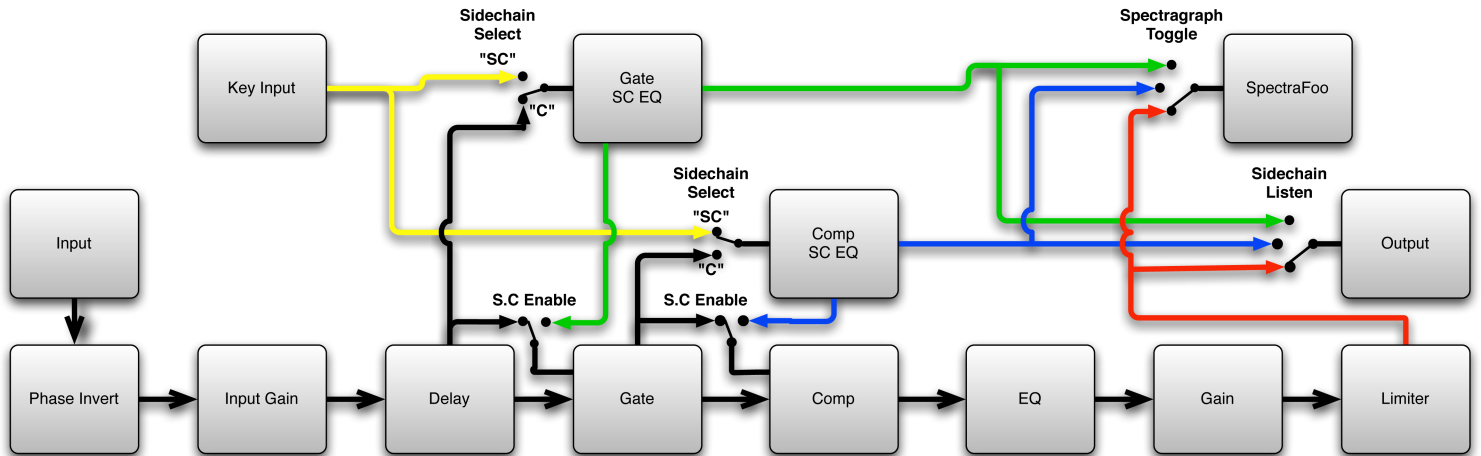 Sidechain
Select
Spectragraph
Toggle
"SC"
Key Input
Gate
SC EQ
SpectraFoo
"C"
Sidechain
Select
Sidechain
Listen
"SC"
Input
Comp
SC EQ
Output
"C"
S.C Enable
S.C Enable
Phase Invert
Input Gain
Delay
Gate
Comp
EQ
Gain
Limiter